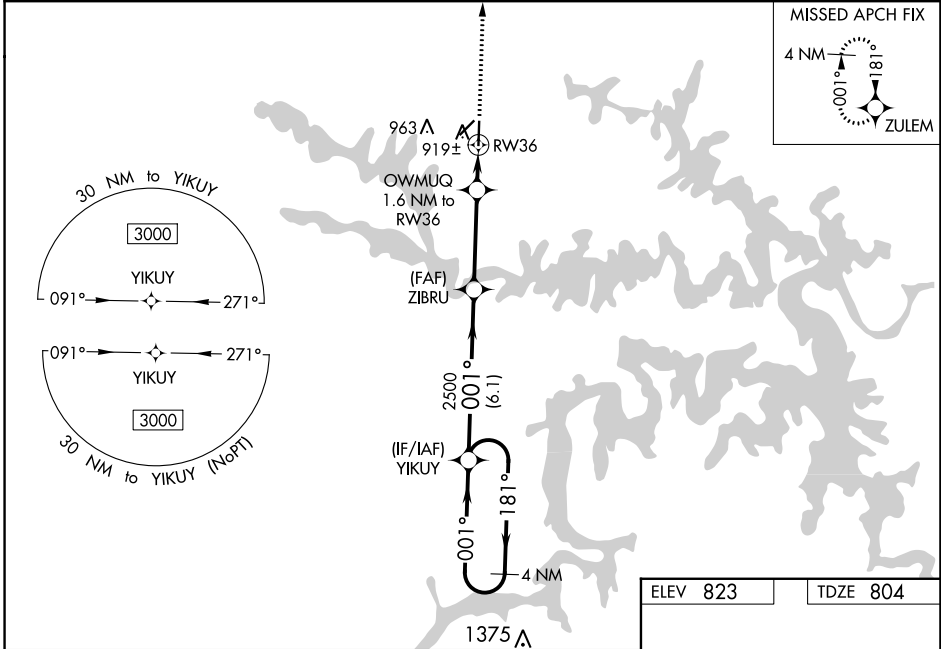 MISSED APCH FIX
4 NM
001°
181°
ZULEM
963
919±
RW36
OWMUQ
1.6 NM to
RW36
30 NM to YIKUY
3000
YIKUY
091°
271°
(FAF)
ZIBRU
091°
271°
YIKUY
3000
30 NM to YIKUY (NoPT)
2500
001°
(6.1)
(IF/IAF)
YIKUY
001°
181°
4 NM
1375
ELEV 823
TDZE 804